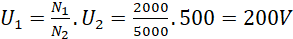 U₁ = N₁/N₂ . U₂ = 2000/5000 . 500 = 200V